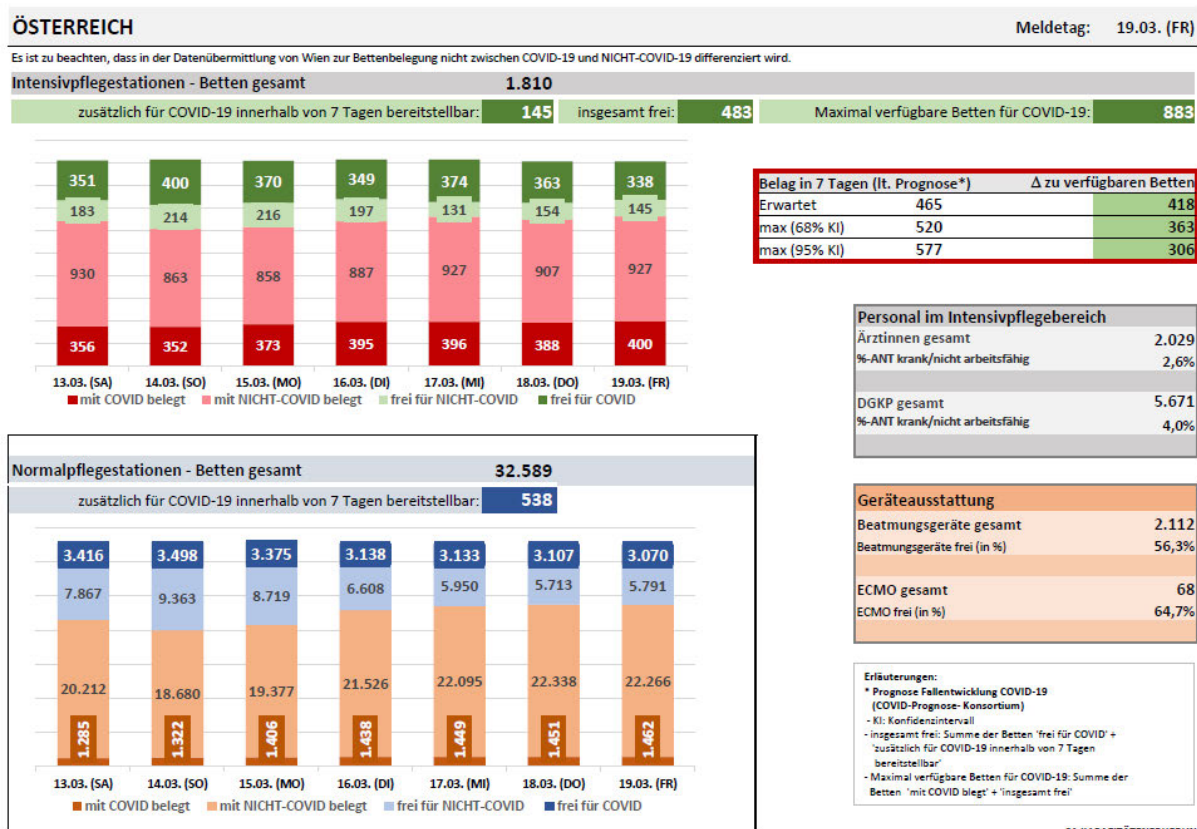 ÖSTERREICH
Meldetag: 19.03. (FR)
Es ist zu beachten, dass in der Datenübermittlung von Wien zur Bettenbelegung nicht zwischen COVID-19 und NICHT-COVID-19 differenziert wird.
Intensivpflegestationen - Betten gesamt 1.810
zusätzlich für COVID-19 innerhalb von 7 Tagen bereitstellbar: 145 insgesamt frei: 483 Maximal verfügbare Betten für COVID-19: 883
351 400 370 349 374 363 338
183 214 216 197 131 154 145
930 863 858 887 927 907 927
356 352 373 395 396 388 400
13.03. (SA) 14.03. (SO) 15.03. (MO) 16.03. (DI) 17.03. (MI) 18.03. (DO) 19.03. (FR)
mit COVID belegt mit NICHT-COVID belegt frei für NICHT-COVID frei für COVID
Belag in 7 Tagen (lt. Prognose*) Δ zu verfügbaren Betten
Erwartet 465 418
max (68% KI) 520 363
max (95% KI) 577 306
Personal im Intensivpflegebereich
Ärztinnen gesamt 2.029
%-ANT krank/nicht arbeitsfähig 2,6%
DGKP gesamt 5.671
%-ANT krank/nicht arbeitsfähig 4,0%
Normalpflegestationen - Betten gesamt 32.589
zusätzlich für COVID-19 innerhalb von 7 Tagen bereitstellbar: 538
3.416 3.498 3.375 3.138 3.133 3.107 3.070
7.867 9.363 8.719 6.608 5.950 5.713 5.791
20.212 18.680 19.377 21.526 22.095 22.338 22.266
1.285 1.322 1.406 1.438 1.449 1.451 1.462
13.03. (SA) 14.03. (SO) 15.03. (MO) 16.03. (DI) 17.03. (MI) 18.03. (DO) 19.03. (FR)
mit COVID belegt mit NICHT-COVID belegt frei für NICHT-COVID frei für COVID
Geräteausstattung
Beatmungsgeräte gesamt 2.112
Beatmungsgeräte frei (in %) 56,3%
ECMO gesamt 68
ECMO frei (in %) 64,7%
Erläuterungen:
* Prognose Fallentwicklung COVID-19
(COVID-Prognose- Konsortium)
- KI: Konfidenzintervall
- insgesamt frei: Summe der Betten 'frei für COVID' +
'zusätzlich für COVID-19 innerhalb von 7 Tagen
bereitstellbar'
- Maximal verfügbare Betten für COVID-19: Summe der
Betten 'mit COVID blegt' + 'insgesamt frei'